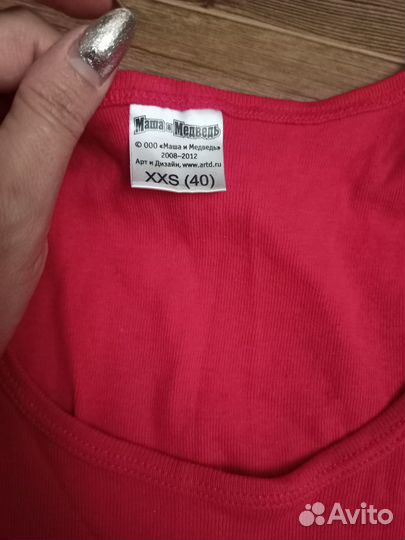 Маша и Медведь
© ООО «Маша и Медведь»
2008–2012
Арт и Дизайн, www.artd.ru
XXS (40)
Avito